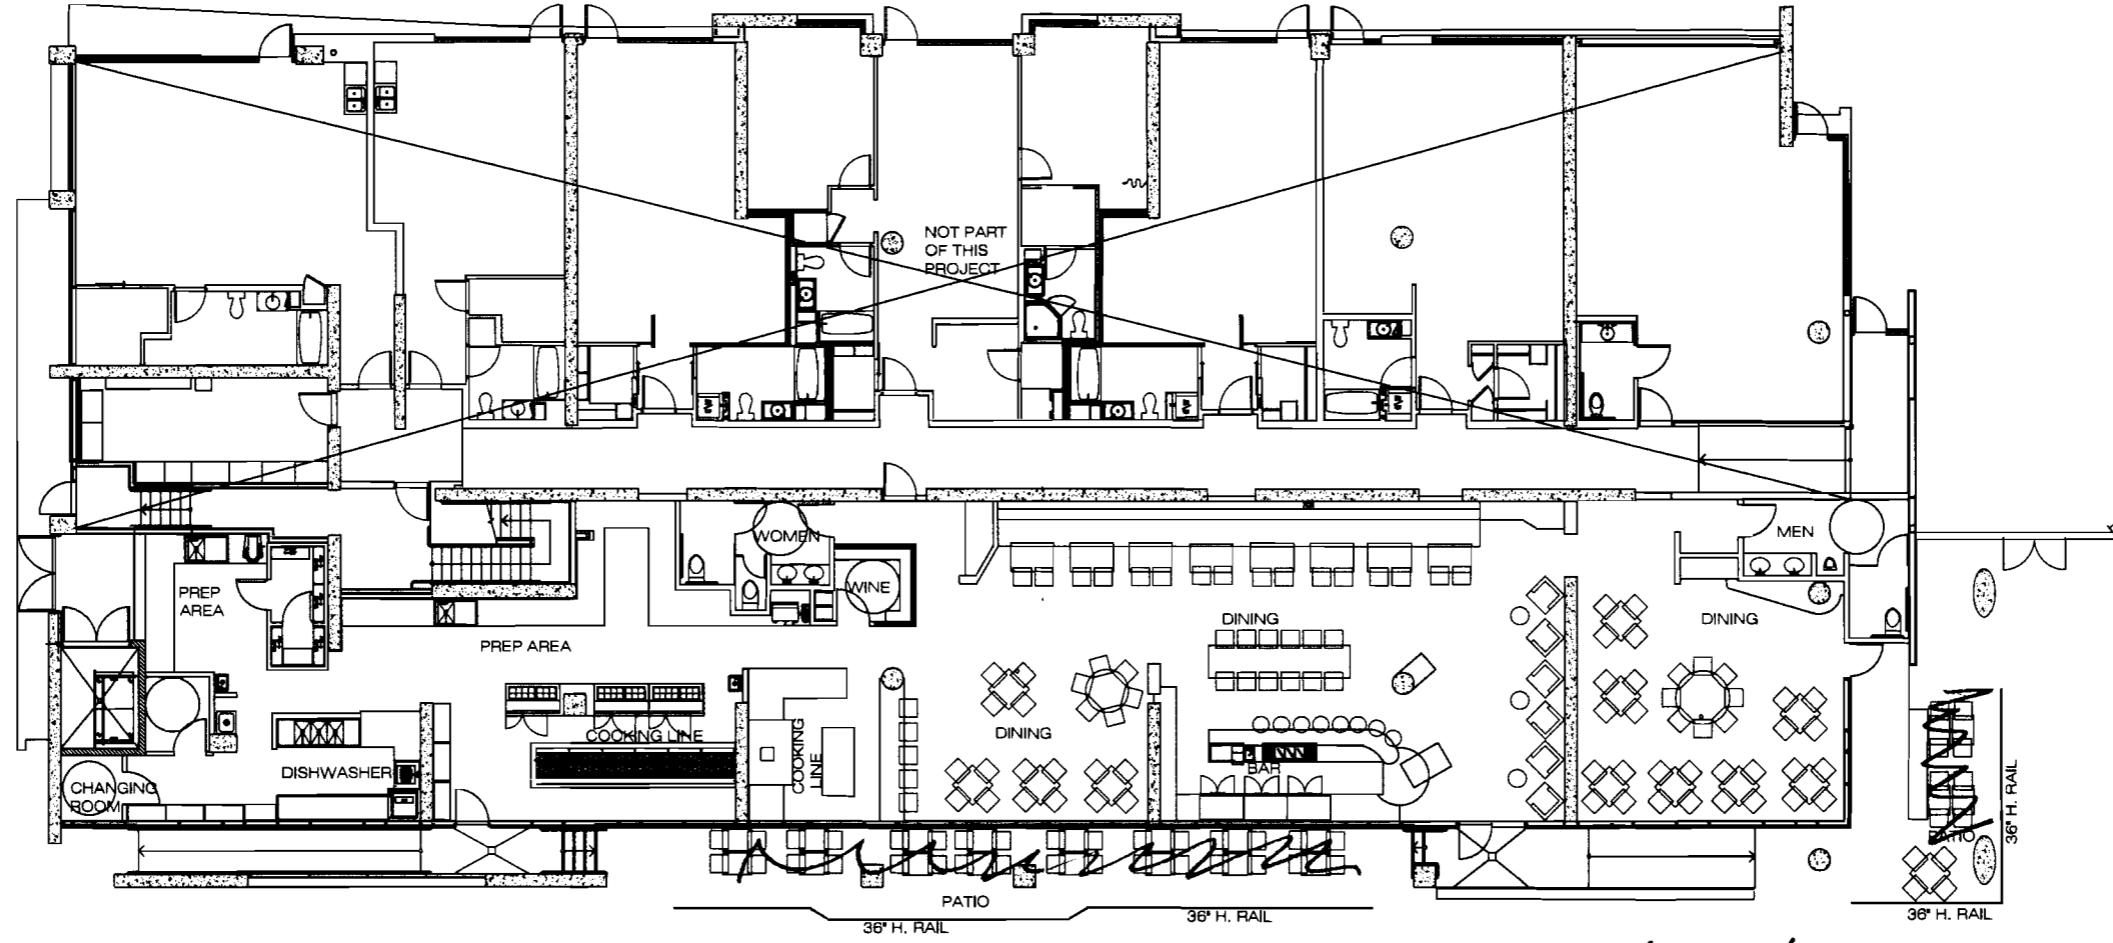 NOT PART
OF THIS
PROJECT
WOMEN
MEN
WINE
PREP
AREA
PREP AREA
DINING
DINING
DINING
COOKING LINE
COOKING
LINE
BAR
DISHWASHER
CHANGING
ROOM
PATIO
36" H. RAIL
PATIO
36" H. RAIL
36" H. RAIL
36" H. RAIL